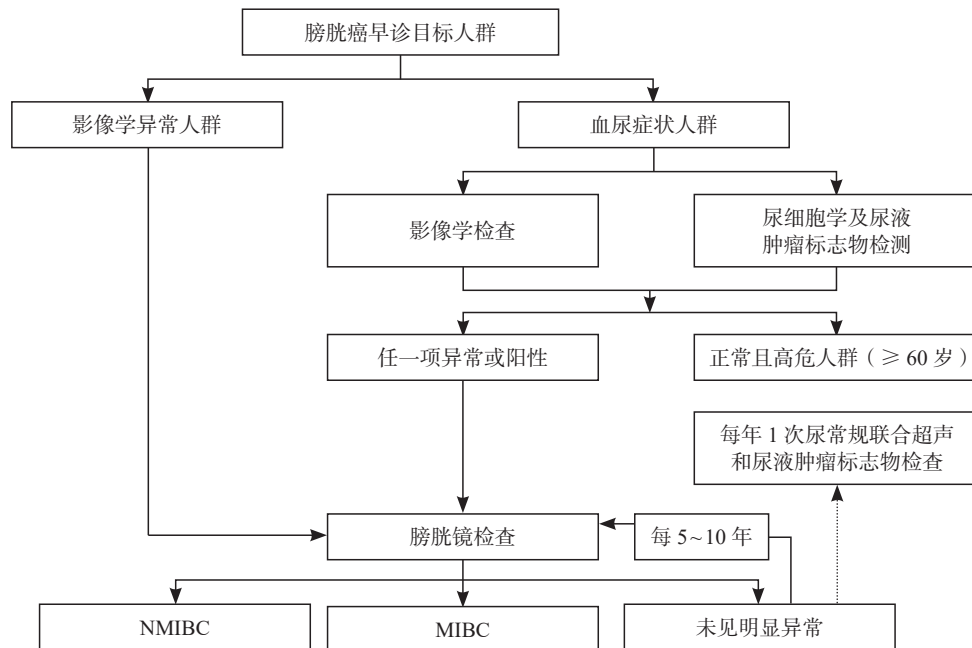 膀胱癌早诊目标人群
影像学异常人群
血尿症状人群
影像学检查
尿细胞学及尿液
肿瘤标志物检测
任一项异常或阳性
正常且高危人群（≥ 60 岁）
每年 1 次尿常规联合超声
和尿液肿瘤标志物检查
膀胱镜检查
每 5~10 年
NMIBC
MIBC
未见明显异常